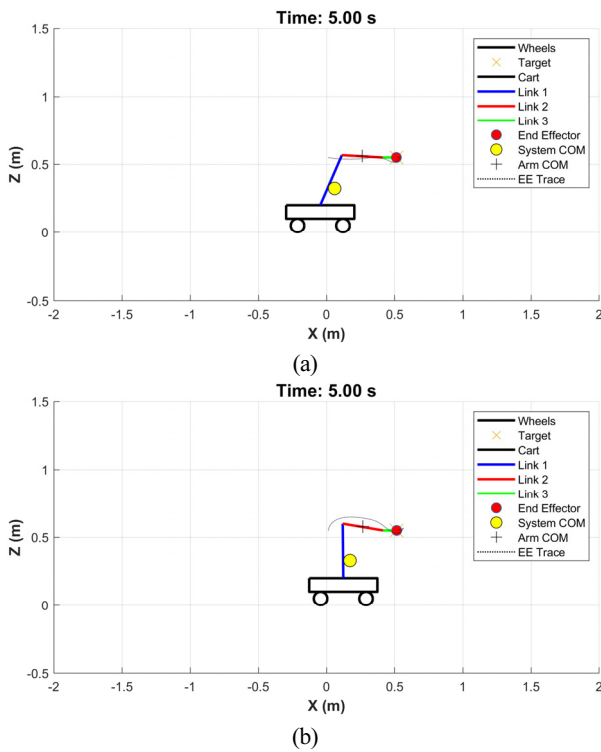 Time: 5.00 s
1.5
1
0.5
0
-0.5
Z (m)
-2 -1.5 -1 -0.5 0 0.5 1 1.5 2
X (m)
Wheels
Target
Cart
Link 1
Link 2
Link 3
End Effector
System COM
Arm COM
EE Trace
(a)
Time: 5.00 s
1.5
1
0.5
0
-0.5
Z (m)
-2 -1.5 -1 -0.5 0 0.5 1 1.5 2
X (m)
Wheels
Target
Cart
Link 1
Link 2
Link 3
End Effector
System COM
Arm COM
EE Trace
(b)